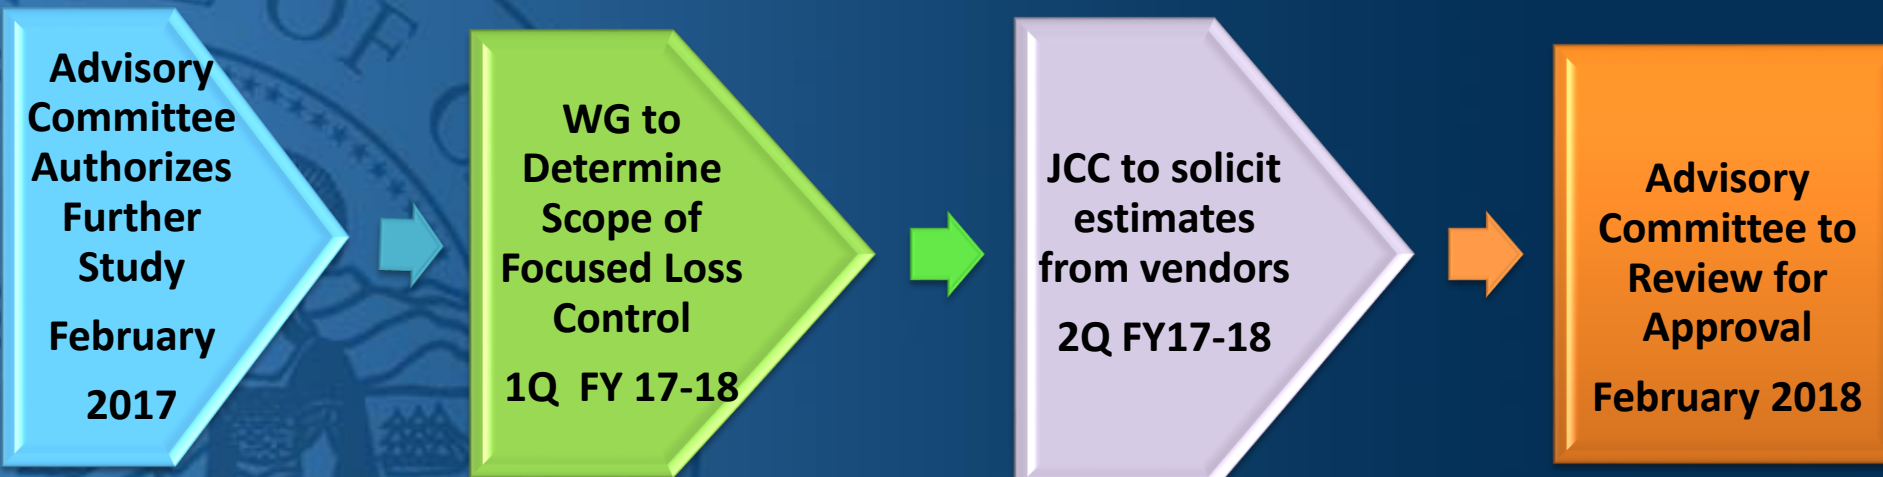 Advisory
Committee
Authorizes
Further
Study
February
2017
WG to
Determine
Scope of
Focused Loss
Control
1Q FY 17-18
JCC to solicit
estimates
from vendors
2Q FY17-18
Advisory
Committee to
Review for
Approval
February 2018